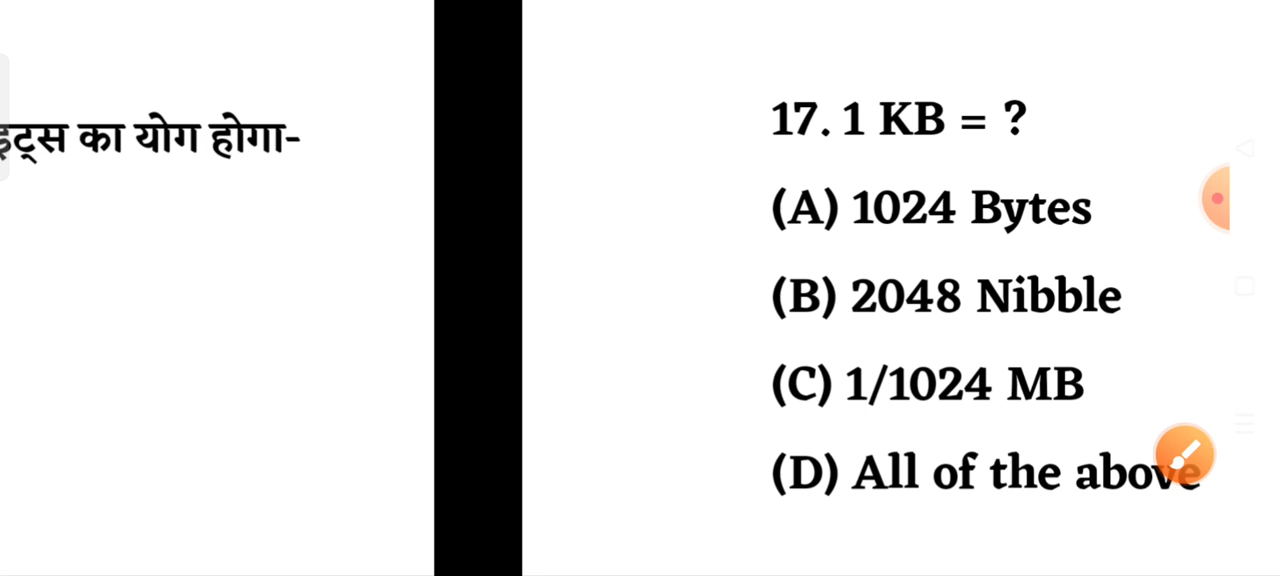 का योग होगा-
17. 1 KB = ?
(A) 1024 Bytes
(B) 2048 Nibble
(C) 1/1024 MB
(D) All of the above